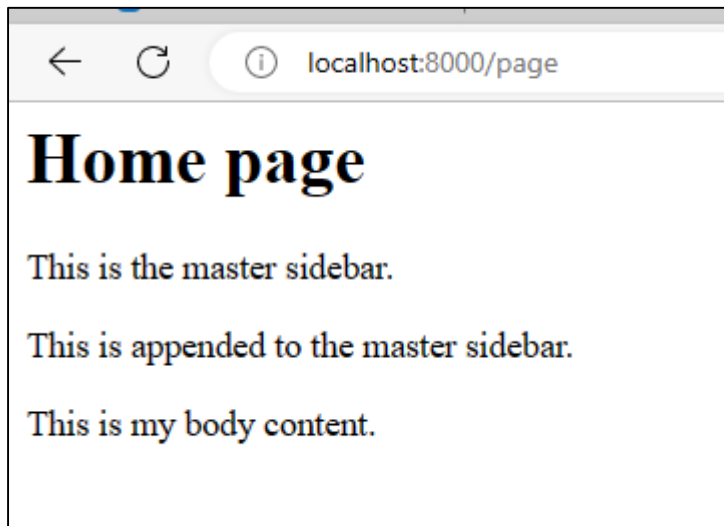 localhost:8000/page
Home page
This is the master sidebar.
This is appended to the master sidebar.
This is my body content.